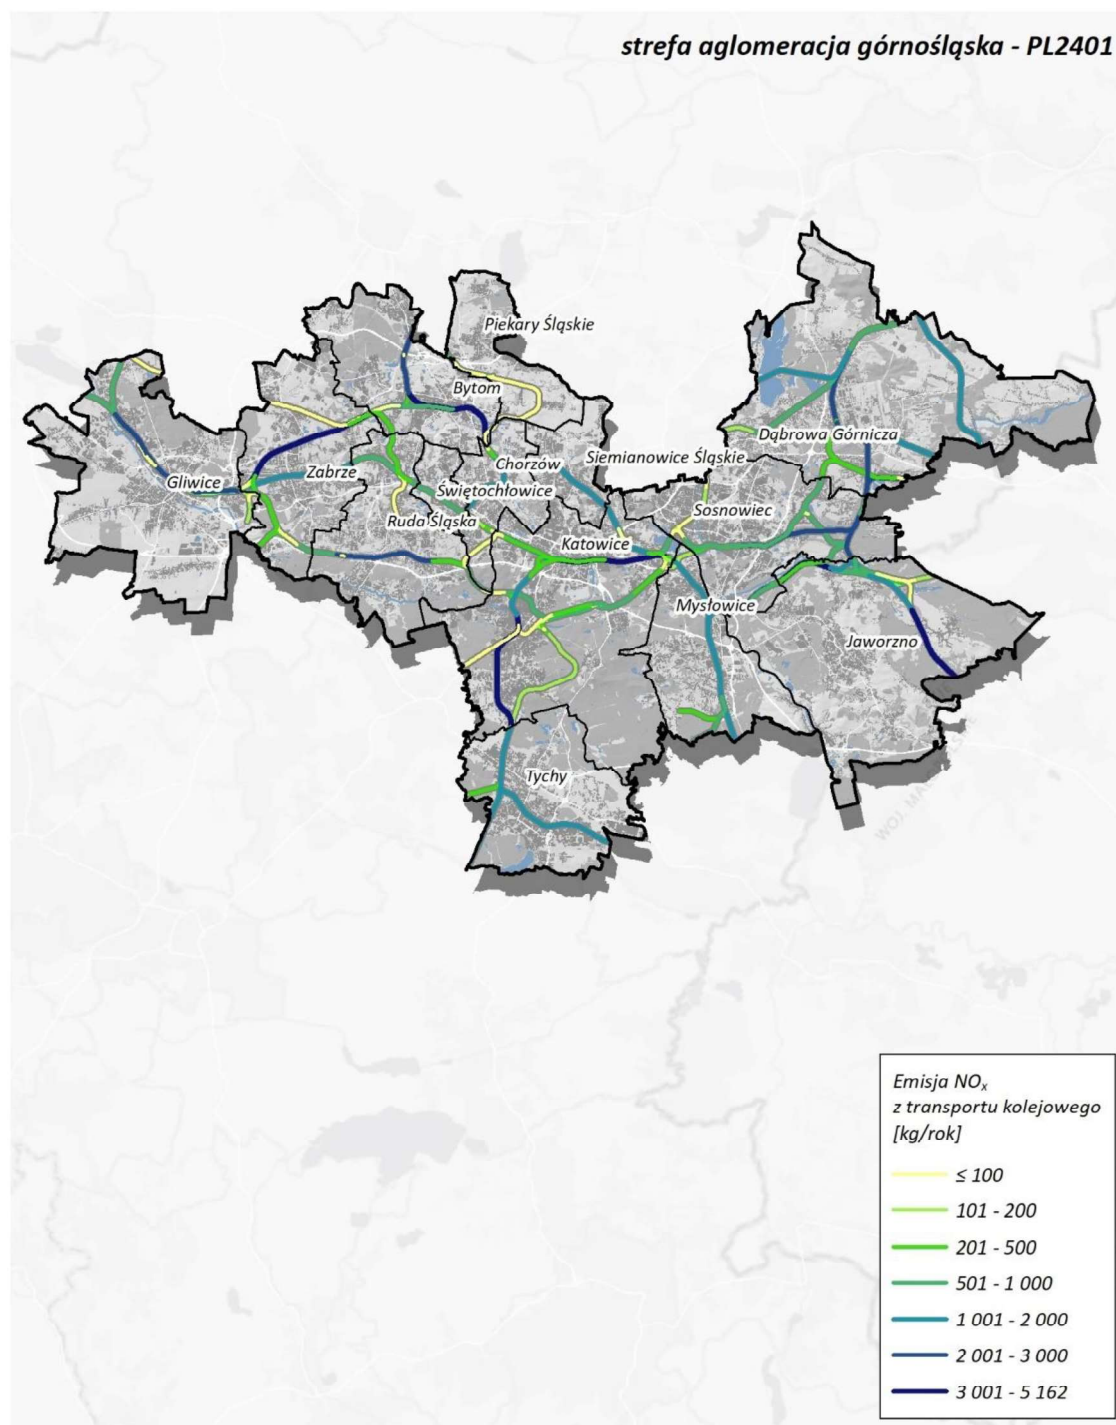 strefa aglomeracja górnośląska - PL2401
Piekary Śląskie
Bytom
Dąbrowa Górnicza
Siemianowice Śląskie
Chorzów
Zabrze
Gliwice
Świętochłowice
Sosnowiec
Ruda Śląska
Katowice
Mysłowice
Jaworzno
Tychy
Emisja NOₓ
z transportu kolejowego
[kg/rok]
≤ 100
101 - 200
201 - 500
501 - 1 000
1 001 - 2 000
2 001 - 3 000
3 001 - 5 162